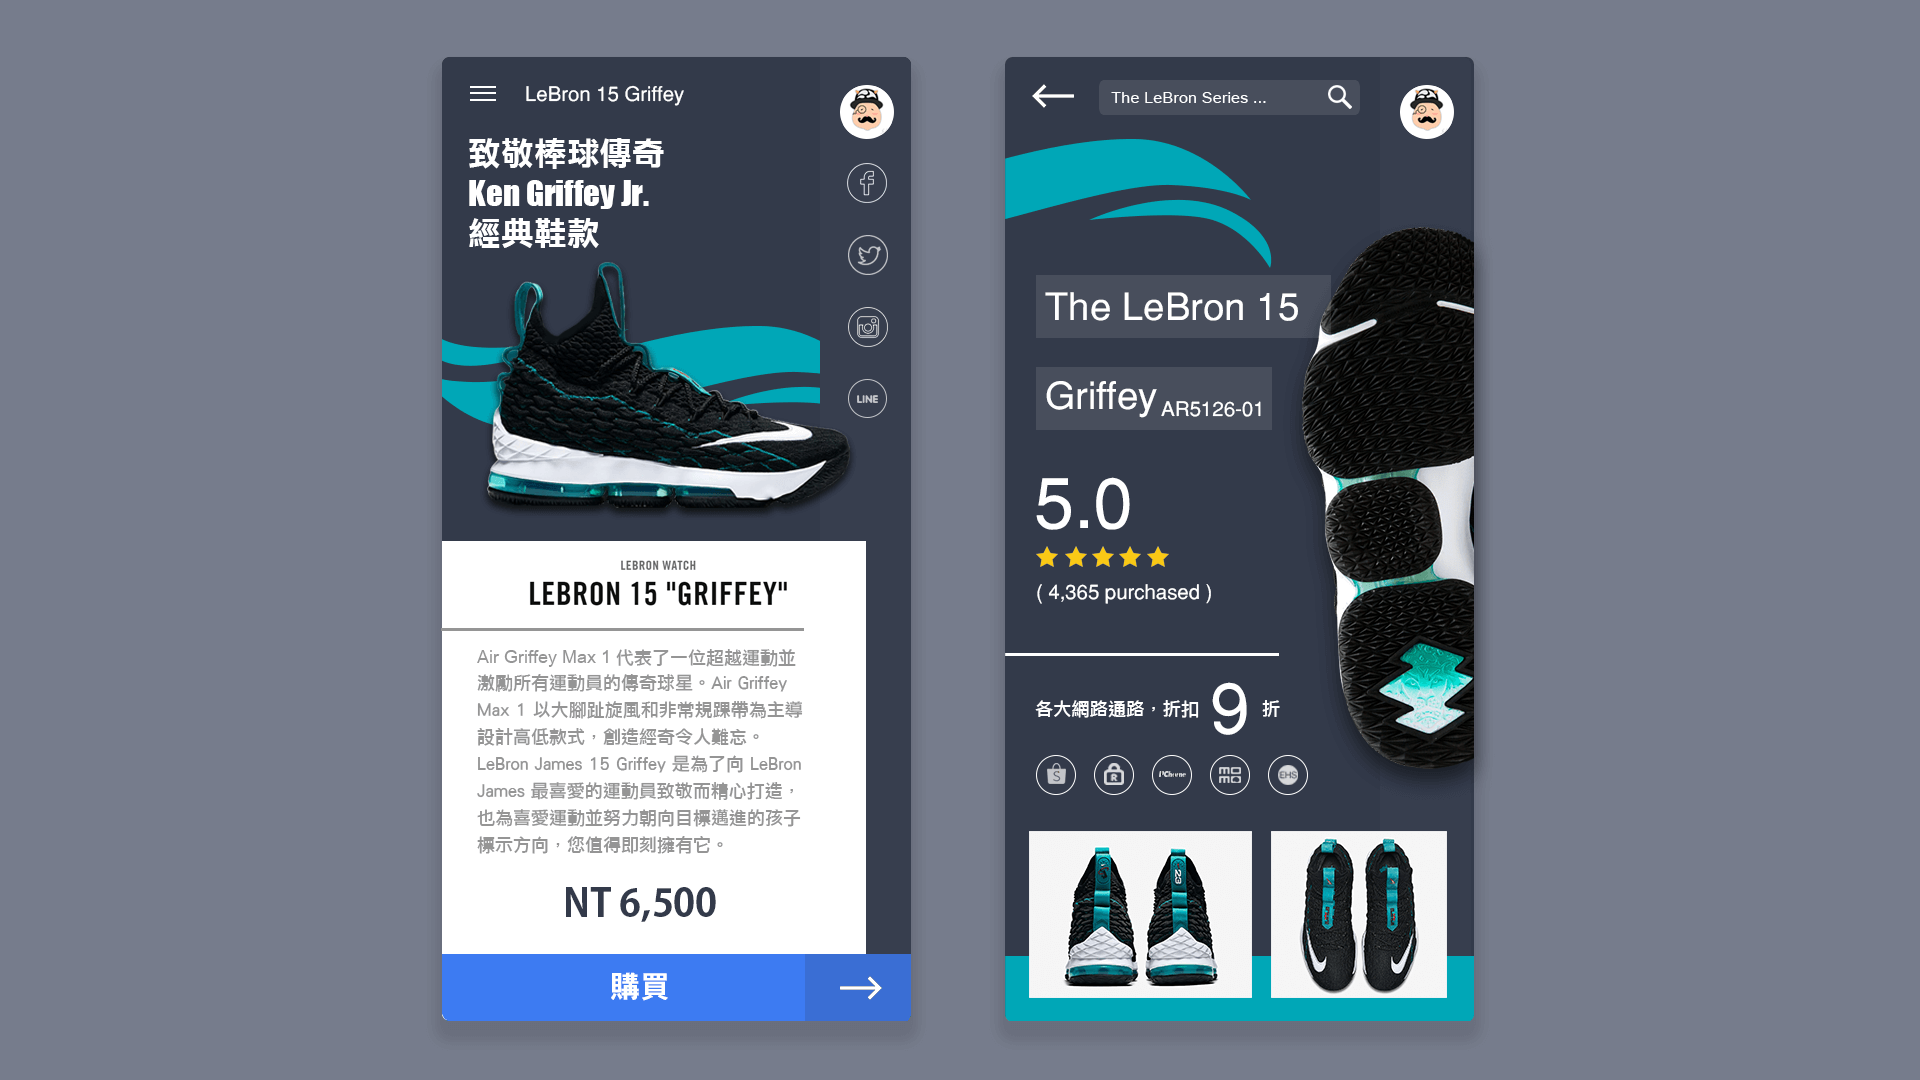 LeBron 15 Griffey
致敬棒球傳奇
Ken Griffey Jr.
經典鞋款
LINE
LEBRON WATCH
LEBRON 15 "GRIFFEY"
Air Griffey Max 1 代表了一位超越運動並
激勵所有運動員的傳奇球星。Air Griffey
Max 1 以大腳趾旋風和非常規踝帶為主導
設計高低款式，創造經奇令人難忘。
LeBron James 15 Griffey 是為了向 LeBron
James 最喜愛的運動員致敬而精心打造，
也為喜愛運動並努力朝向目標邁進的孩子
標示方向，您值得即刻擁有它。
NT 6,500
購買
The LeBron Series ...
The LeBron 15
Griffey AR5126-01
5.0
( 4,365 purchased )
各大網路通路，折扣 9 折
S
R
PChome
momo
EHS
23